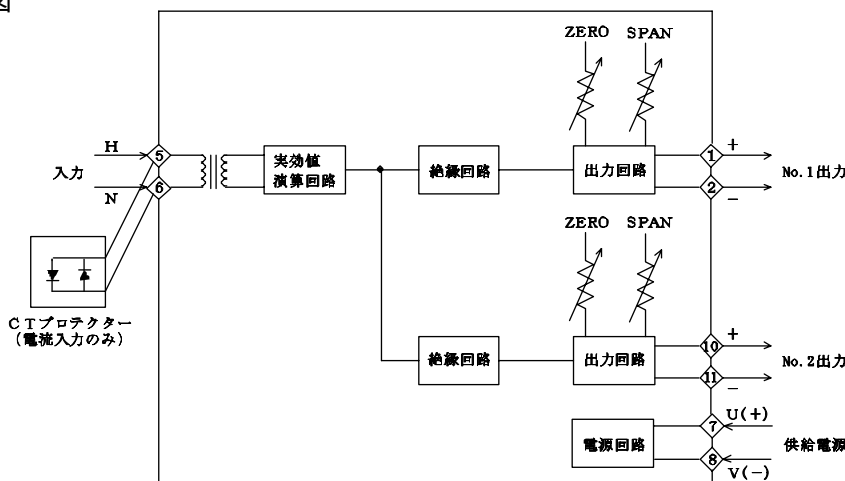 図
ZERO SPAN
H
入力
N
5
6
実効値
演算回路
絶縁回路
出力回路
1
+
2
−
No.1出力
CTプロテクター
(電流入力のみ)
ZERO SPAN
絶縁回路
出力回路
10
+
11
−
No.2出力
電源回路
7
U(+)
8
V(−)
供給電源